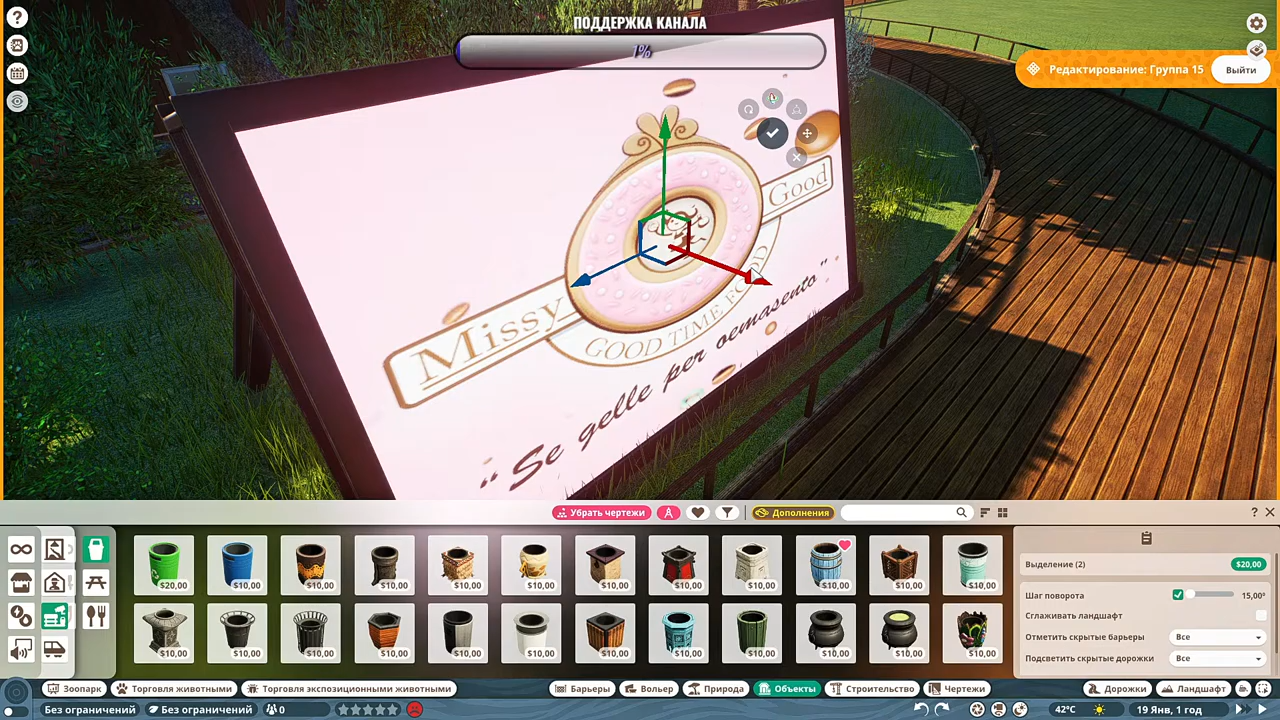 ПОДДЕРЖКА КАНАЛА
1%
Редактирование: Группа 15
Выйти
Missy
Good
GOOD TIME FOOD
“Se gelle per oemasento”
Убрать чертежи
Дополнения
$20,00 $10,00 $10,00 $10,00 $10,00 $10,00 $10,00 $10,00 $10,00 $10,00 $10,00 $10,00
$10,00 $10,00 $10,00 $10,00 $10,00 $10,00 $10,00 $10,00 $10,00 $10,00 $10,00 $10,00
Выделение (2) $20,00
Шаг поворота 15,00°
Сглаживать ландшафт
Отметить скрытые барьеры Все
Подсветить скрытые дорожки Все
Зоопарк Торговля животными Торговля экспозиционными животными Барьеры Вольер Природа Объекты Строительство Чертежи Дорожки Ландшафт
Без ограничений Без ограничений 0 42°C 19 Янв, 1 год